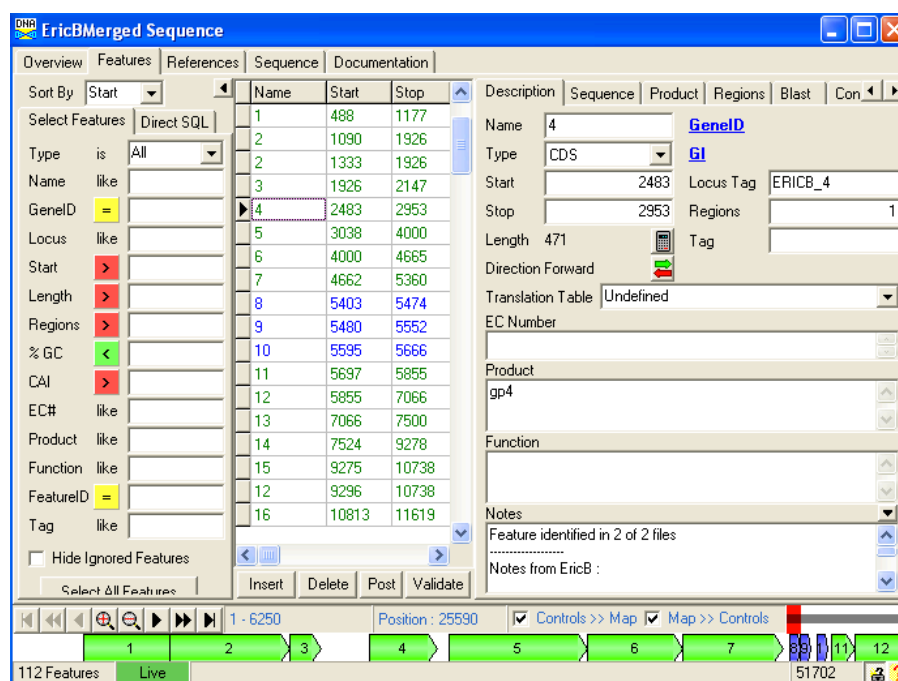 DNA EricBMerged Sequence
Overview Features References Sequence Documentation
Sort By Start
Select Features Direct SQL
Type is All
Name like
GeneID =
Locus like
Start >
Length >
Regions >
% GC <
CAI >
EC# like
Product like
Function like
FeatureID =
Tag like
Hide Ignored Features
Select All Features
Name Start Stop
1 488 1177
2 1090 1926
2 1333 1926
3 1926 2147
4 2483 2953
5 3038 4000
6 4000 4665
7 4662 5360
8 5403 5474
9 5480 5552
10 5595 5666
11 5697 5855
12 5855 7066
13 7066 7500
14 7524 9278
15 9275 10738
12 9296 10738
16 10813 11619
Insert Delete Post Validate
Description Sequence Product Regions Blast Con
Name 4 GeneID
Type CDS GI
Start 2483 Locus Tag ERICB_4
Stop 2953 Regions 1
Length 471 Tag
Direction Forward
Translation Table Undefined
EC Number
Product
gp4
Function
Notes
Feature identified in 2 of 2 files
-------------------
Notes from EricB :
1 - 6250 Position : 25590 Controls >> Map Map >> Controls
1 2 3 4 5 6 7 8 9 1 11 12
112 Features Live 51702